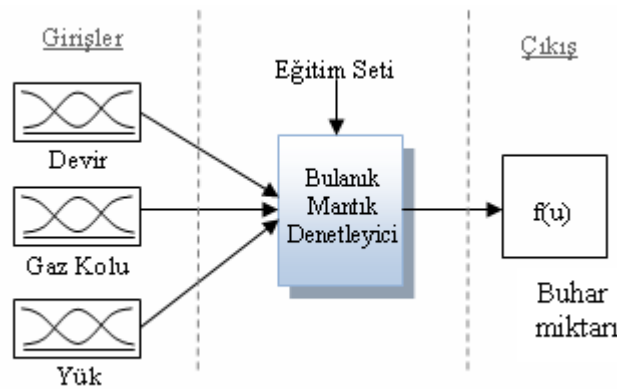 Girişler
Devir
Gaz Kolu
Yük
Eğitim Seti
Bulanık
Mantık
Denetleyici
Çıkış
f(u)
Buhar
miktarı